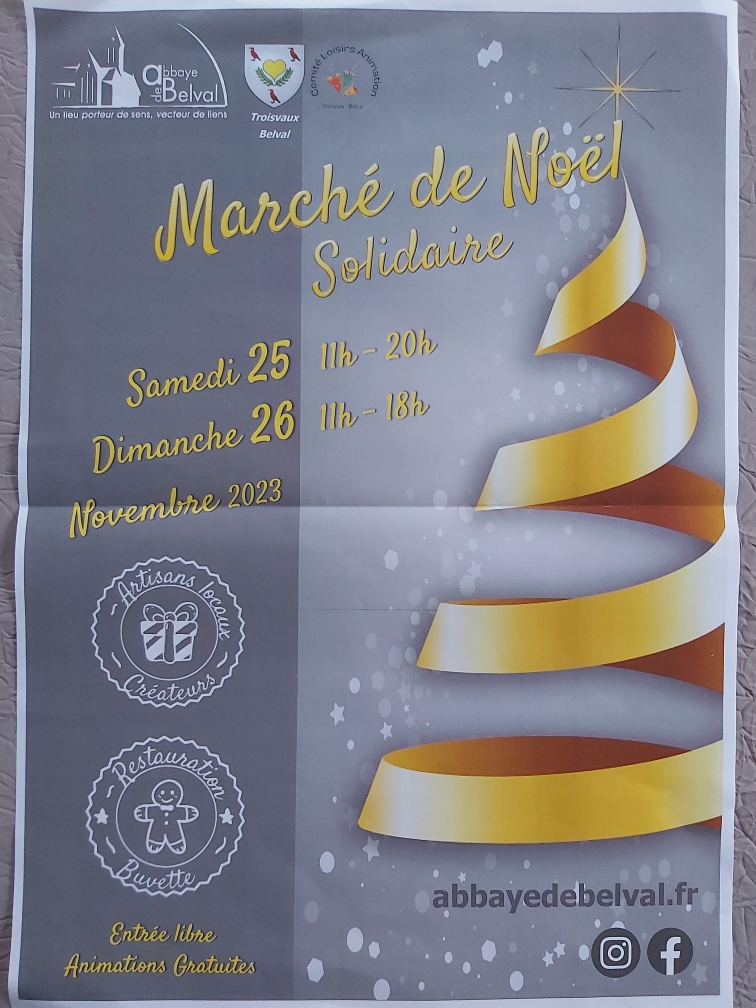 abbaye
de Belval
Un lieu porteur de sens, vecteur de liens
Troisvaux
Belval
Comité Loisirs Animation
Troisvaux - Belval
Marché de Noël
Solidaire
Samedi 25 11h - 20h
Dimanche 26 11h - 18h
Novembre 2023
Artisans locaux
Créateurs
Restauration
Buvette
Entrée libre
Animations Gratuites
abbayedebelval.fr